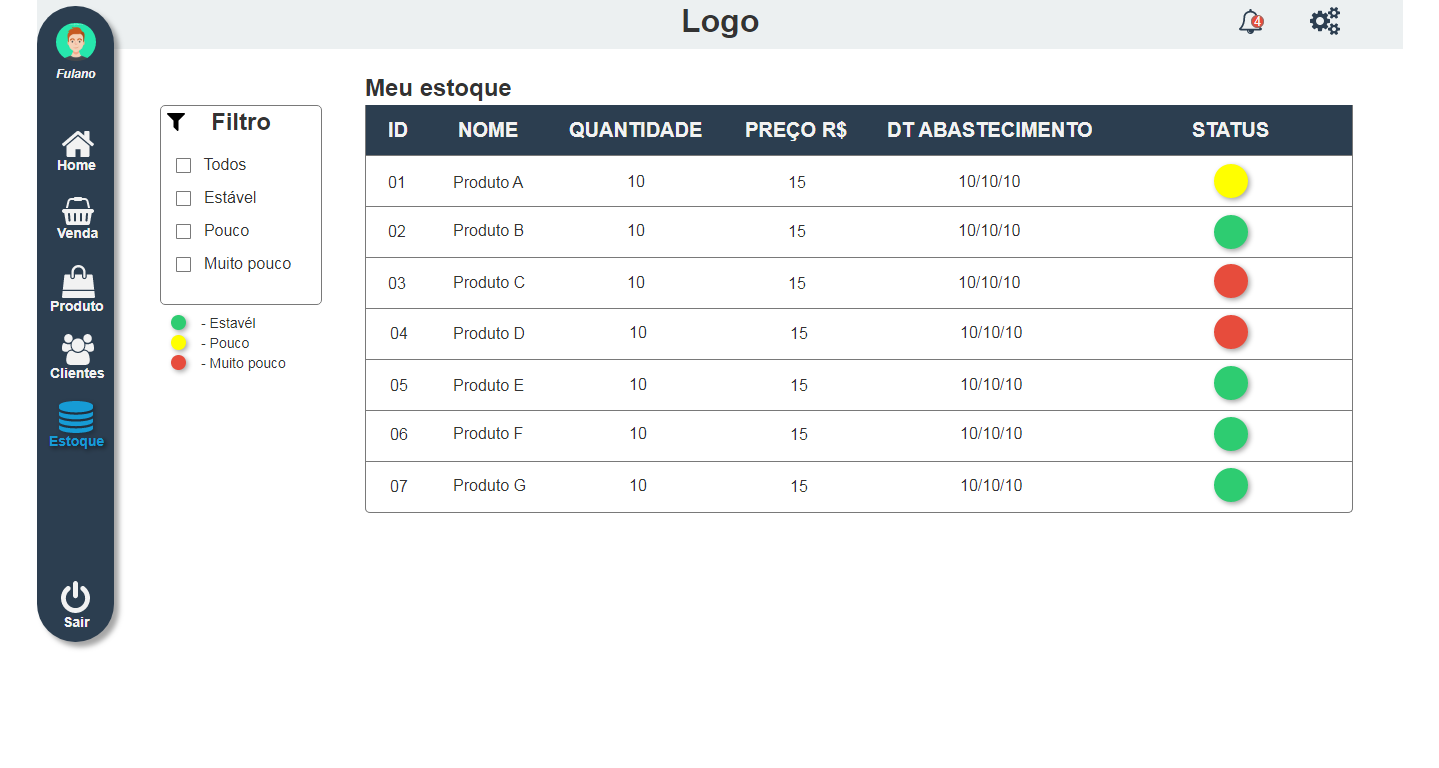 Logo
4
Fulano
Home
Venda
Produto
Clientes
Estoque
Sair
Filtro
Todos
Estável
Pouco
Muito pouco
- Estavél
- Pouco
- Muito pouco
Meu estoque
ID NOME QUANTIDADE PREÇO R$ DT ABASTECIMENTO STATUS
01 Produto A 10 15 10/10/10
02 Produto B 10 15 10/10/10
03 Produto C 10 15 10/10/10
04 Produto D 10 15 10/10/10
05 Produto E 10 15 10/10/10
06 Produto F 10 15 10/10/10
07 Produto G 10 15 10/10/10